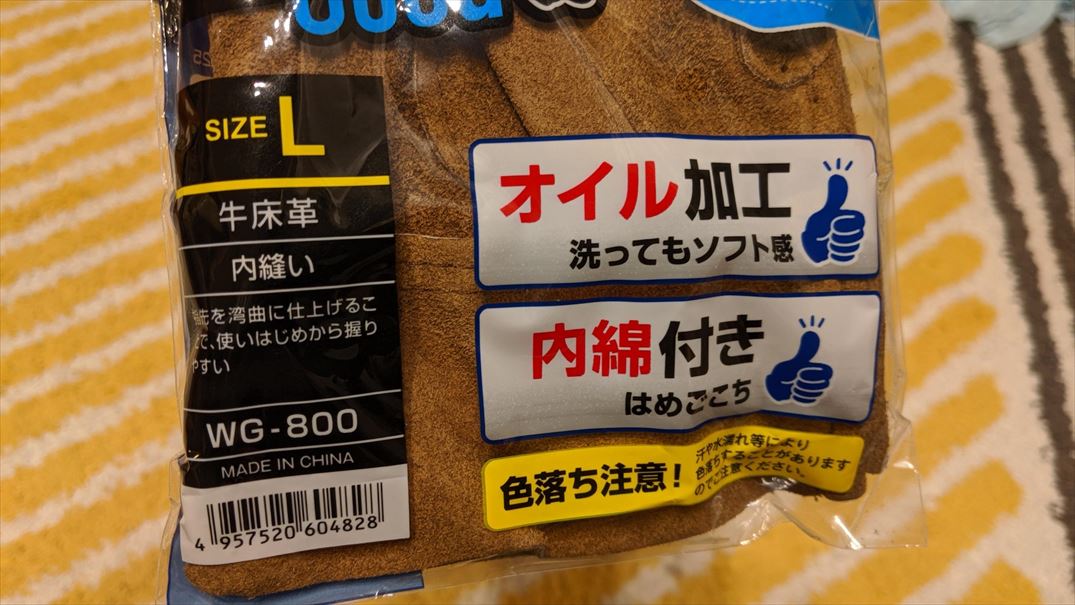 SIZE L
牛床革
内縫い
指先を湾曲に仕上げるこ
で、使いはじめから握り
やすい
WG-800
MADE IN CHINA
4 957520 604828
オイル加工
洗ってもソフト感
内綿付き
はめごこち
色落ち注意!
汗や水濡れ等により
色落ちすることがあります
のでご注意ください。